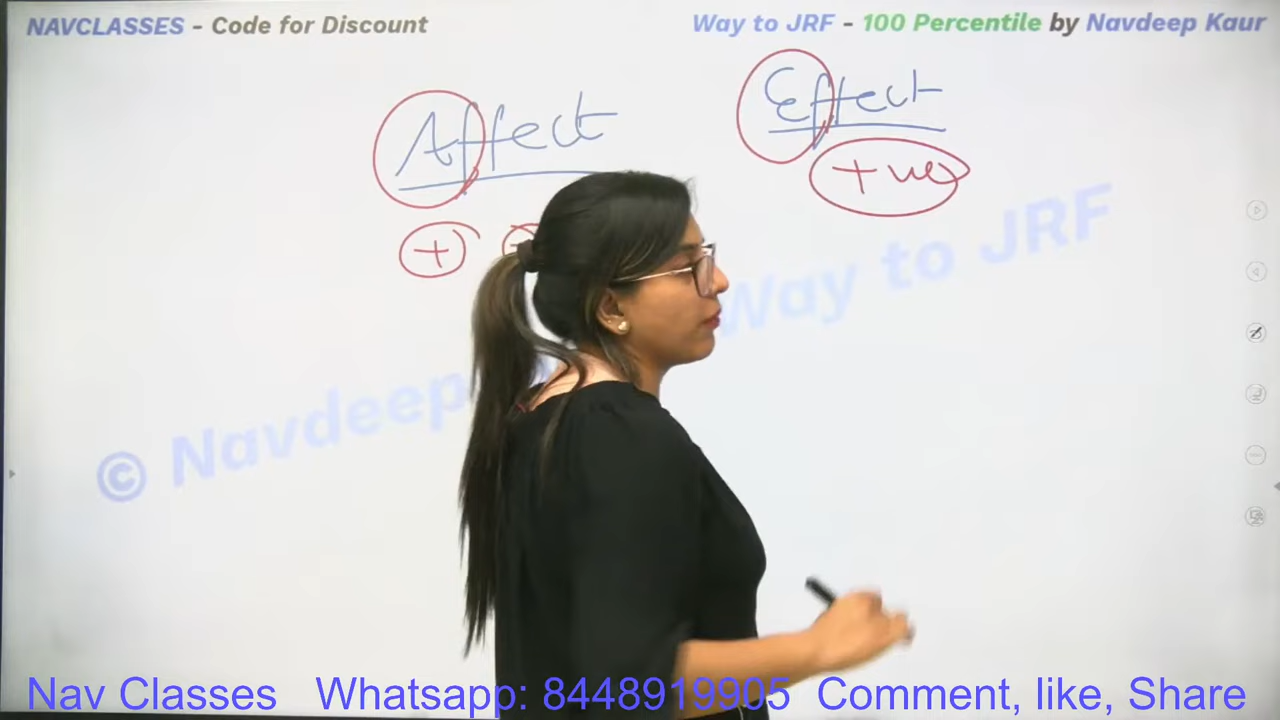 NAVCLASSES - Code for Discount
Way to JRF - 100 Percentile by Navdeep Kaur
Affect
Effect
+ve
+
Way to JRF
© Navdeep
Nav Classes Whatsapp: 8448919905 Comment, like, Share